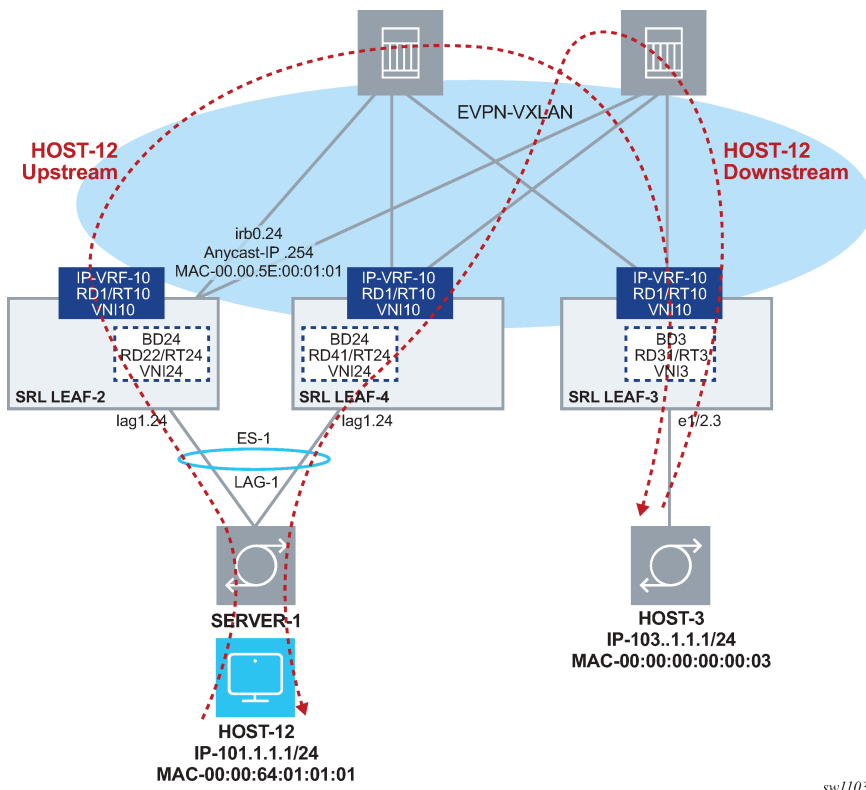 EVPN-VXLAN
HOST-12
Upstream
HOST-12
Downstream
irb0.24
Anycast-IP .254
MAC-00.00.5E:00:01:01
IP-VRF-10
RD1/RT10
VNI10
IP-VRF-10
RD1/RT10
VNI10
IP-VRF-10
RD1/RT10
VNI10
BD24
RD22/RT24
VNI24
BD24
RD41/RT24
VNI24
BD3
RD31/RT3
VNI3
SRL LEAF-2
SRL LEAF-4
SRL LEAF-3
lag1.24
lag1.24
e1/2.3
ES-1
LAG-1
SERVER-1
HOST-3
IP-103..1.1.1/24
MAC-00:00:00:00:00:03
HOST-12
IP-101.1.1.1/24
MAC-00:00:64:01:01:01